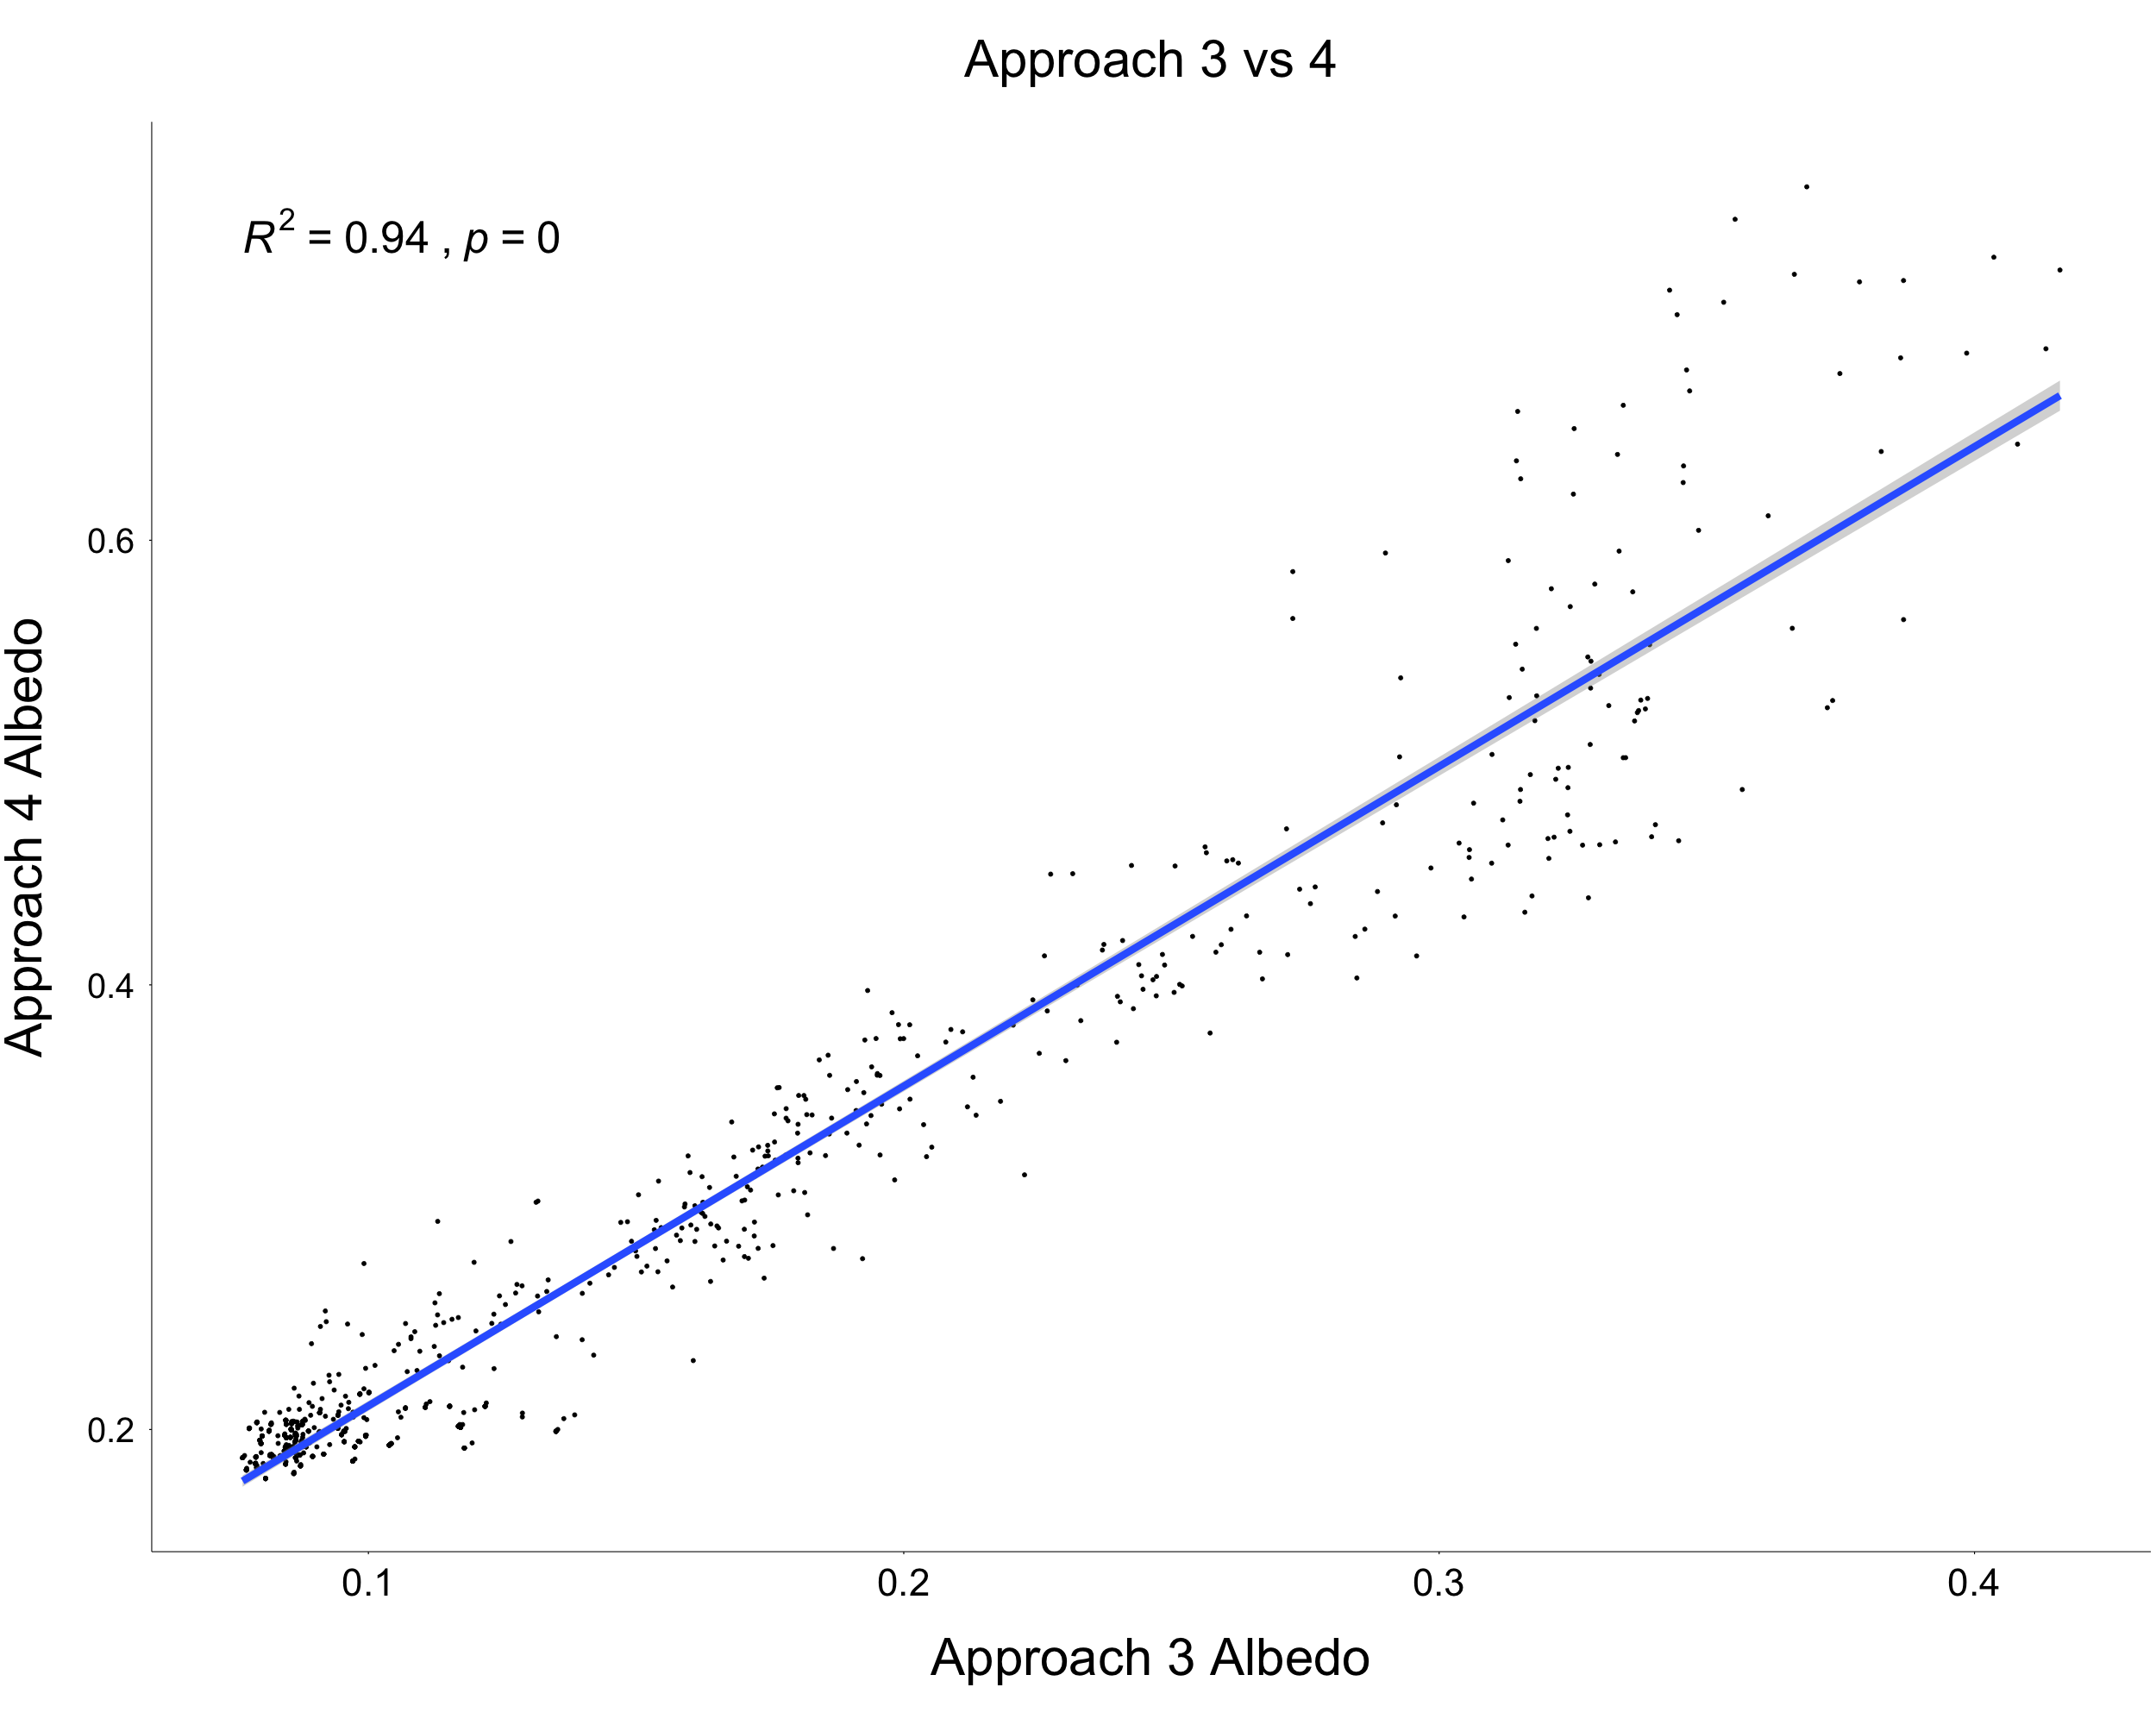 Approach 3 vs 4
R² = 0.94 , p = 0
Approach 4 Albedo
0.6
0.4
0.2
0.1 0.2 0.3 0.4
Approach 3 Albedo